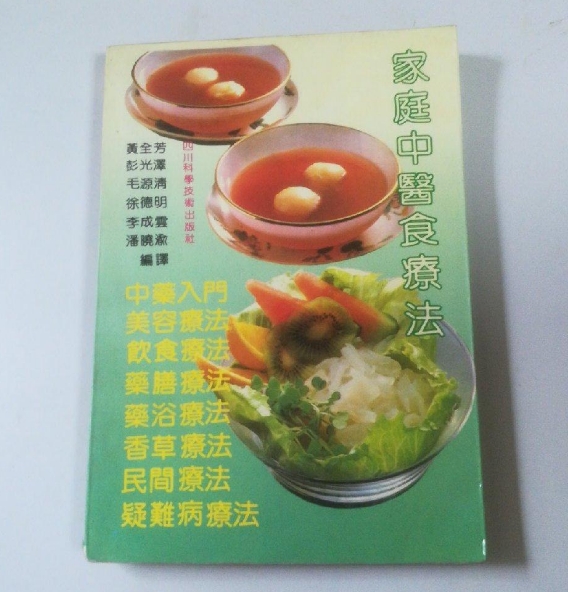 家庭中醫食療法
四川科學技術出版社
黃全芳
彭光澤
毛源清
徐德明
李成雲
潘曉
編譯
中藥入門
美容療法
飲食療法
藥膳療法
藥浴療法
香草療法
民間療法
疑難病療法